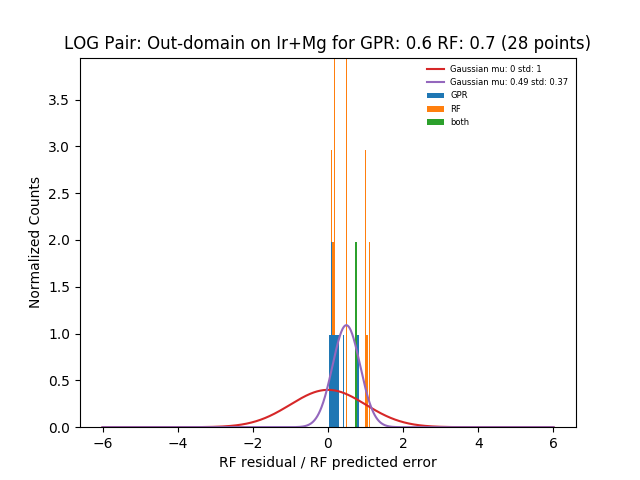 LOG Pair: Out-domain on Ir+Mg for GPR: 0.6 RF: 0.7 (28 points)
Gaussian mu: 0 std: 1
Gaussian mu: 0.49 std: 0.37
GPR
RF
both
Normalized Counts
3.5
3.0
2.5
2.0
1.5
1.0
0.5
0.0
−6
−4
−2
0
2
4
6
RF residual / RF predicted error